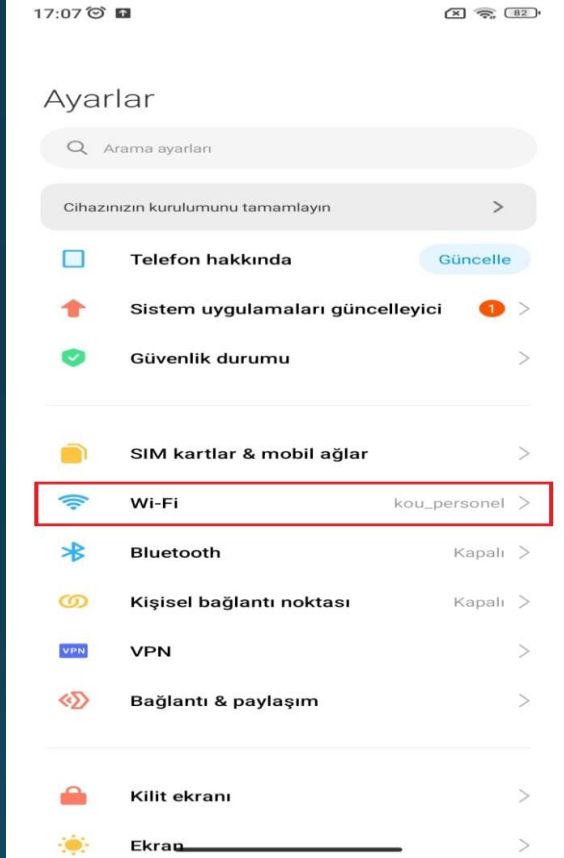 17:07
82
Ayarlar
Arama ayarları
Cihazınızın kurulumunu tamamlayın
Telefon hakkında Güncelle
Sistem uygulamaları güncelleyici 1
Güvenlik durumu
SIM kartlar & mobil ağlar
Wi-Fi kou_personel
Bluetooth Kapalı
Kişisel bağlantı noktası Kapalı
VPN VPN
Bağlantı & paylaşım
Kilit ekranı
Ekran